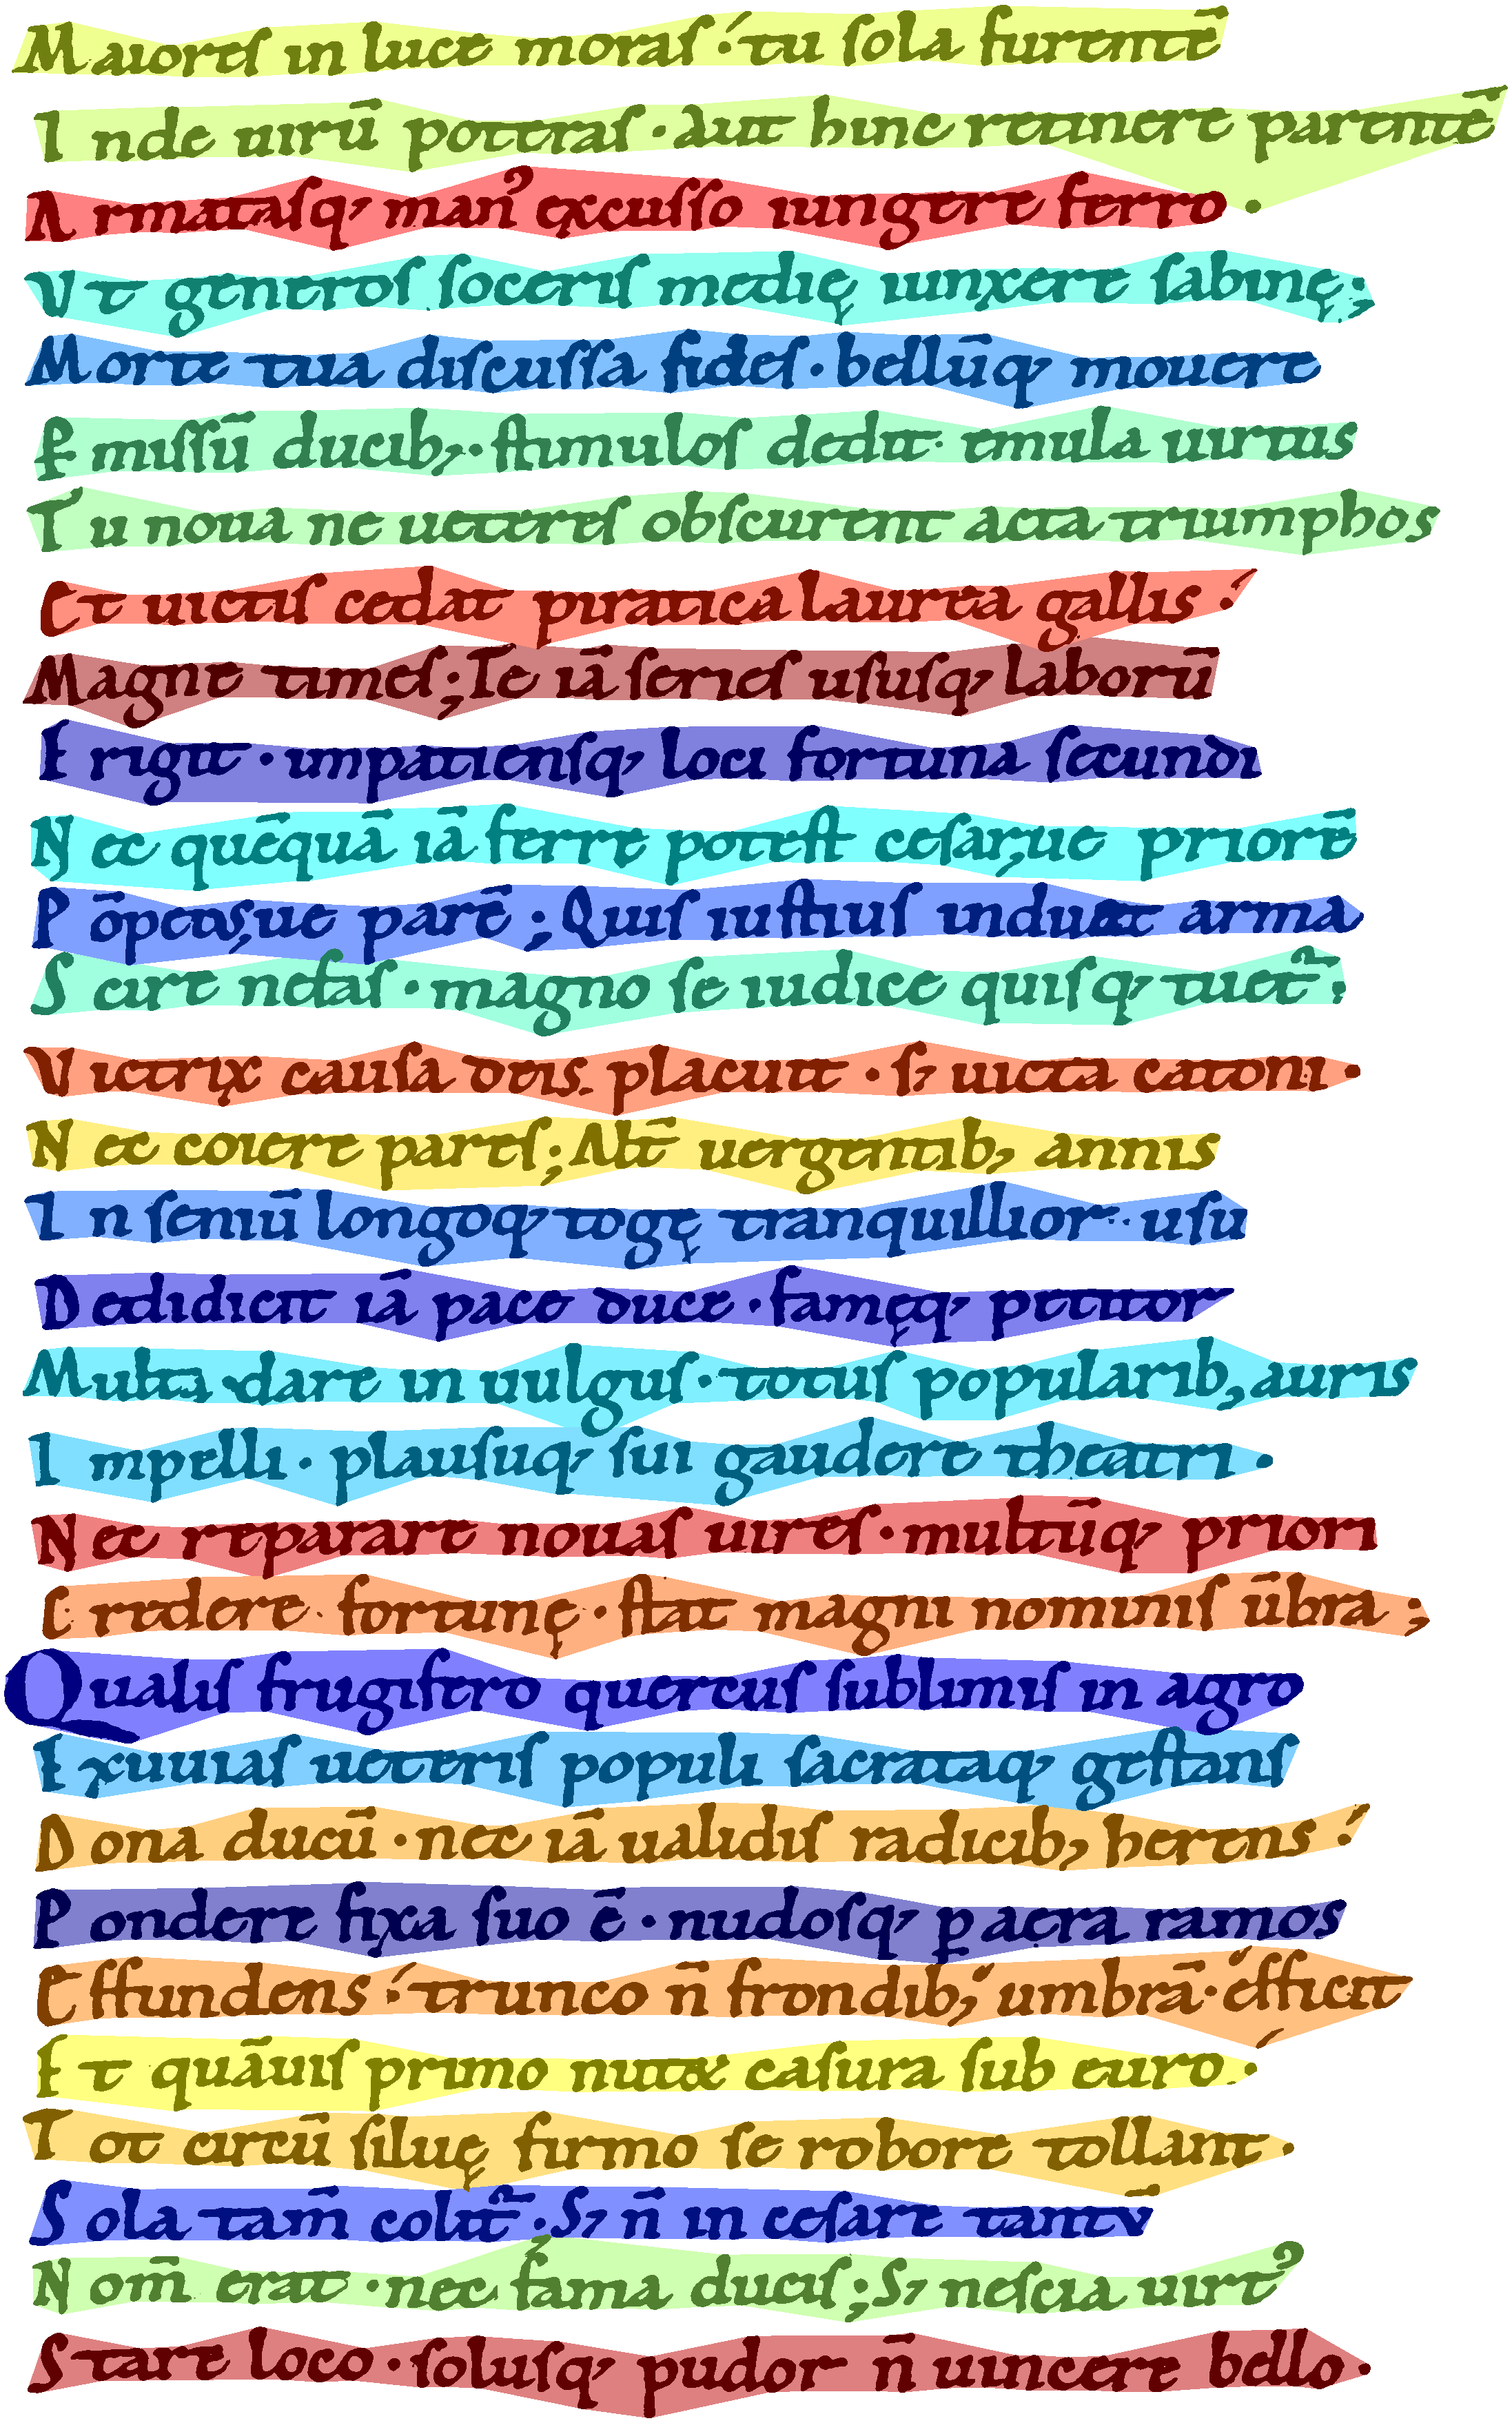 Maioreſ in luce moraſ ·́ tu ſola furentē
I nde uirū poteraſ · aut hinc retinere parentē
A rmataſq; man᷒ excuſſo iungere ferro ·
V t generoſ ſoceriſ medię iunxere ſabinę ;
Morte tua diſcuſſa fideſ · bellūq; mouere
P̲ miſſū ducib; · ſtimuloſ dedit · emula uirtus
T u noua ne uetereſ obſcurent acta triumphos
Et uictiſ cedat piratica laurea gallis ·́
Magne timeſ ; Te iā ſerieſ uſuſq; laborū
E rigit · impatienſq; loci fortuna ſecundi
N ec quēquā iā ferre poteſt ceſar,ue priorē
P ōpeius,ue parē ; Quiſ iuſtiuſ induat arma
S cire nefaſ · magno ſe iudice quiſq; tuet᷑ ·
V ictrix cauſa deis placuit · ſ; uicta catoni ·
N ec coiere pareſ ; Alt̄ uergentib; annis
I n ſeniū longoq; togę tranquillior uſu
D edidicit iā pace duce · famęq; petitor
Multa · dare in uulguſ · totuſ popularib; auris
I mpelli · plauſuq; ſui gaudere theatri ·
N ec reparare nouaſ uireſ · multūq; priori
C redere fortunę · ſtat magni nominiſ ūbra ;
Qualiſ frugifero quercuſ ſublimiſ in agro
E xuuiaſ ueteriſ populi ſacrataq; geſtanſ
D ona ducū · nec iā ualidiſ radicib; herens ·́
P ondere fixa ſuo ē · nudoſq; ꝑ aera ramos
E ffundens ·́ trunco n̄ frondib; umbrā · efficit
E t quāuiſ primo nutet caſura ſub euro ·́
T ot circū ſiluę firmo ſe robore tollant ·
S ola tam̄ colit᷑ · S; n̄ in ceſare tantū
N om̄ erat · nec fama duciſ ; S; neſcia uirt᷒
Stare loco · ſoluſq; pudor n̄ uincere bello ·